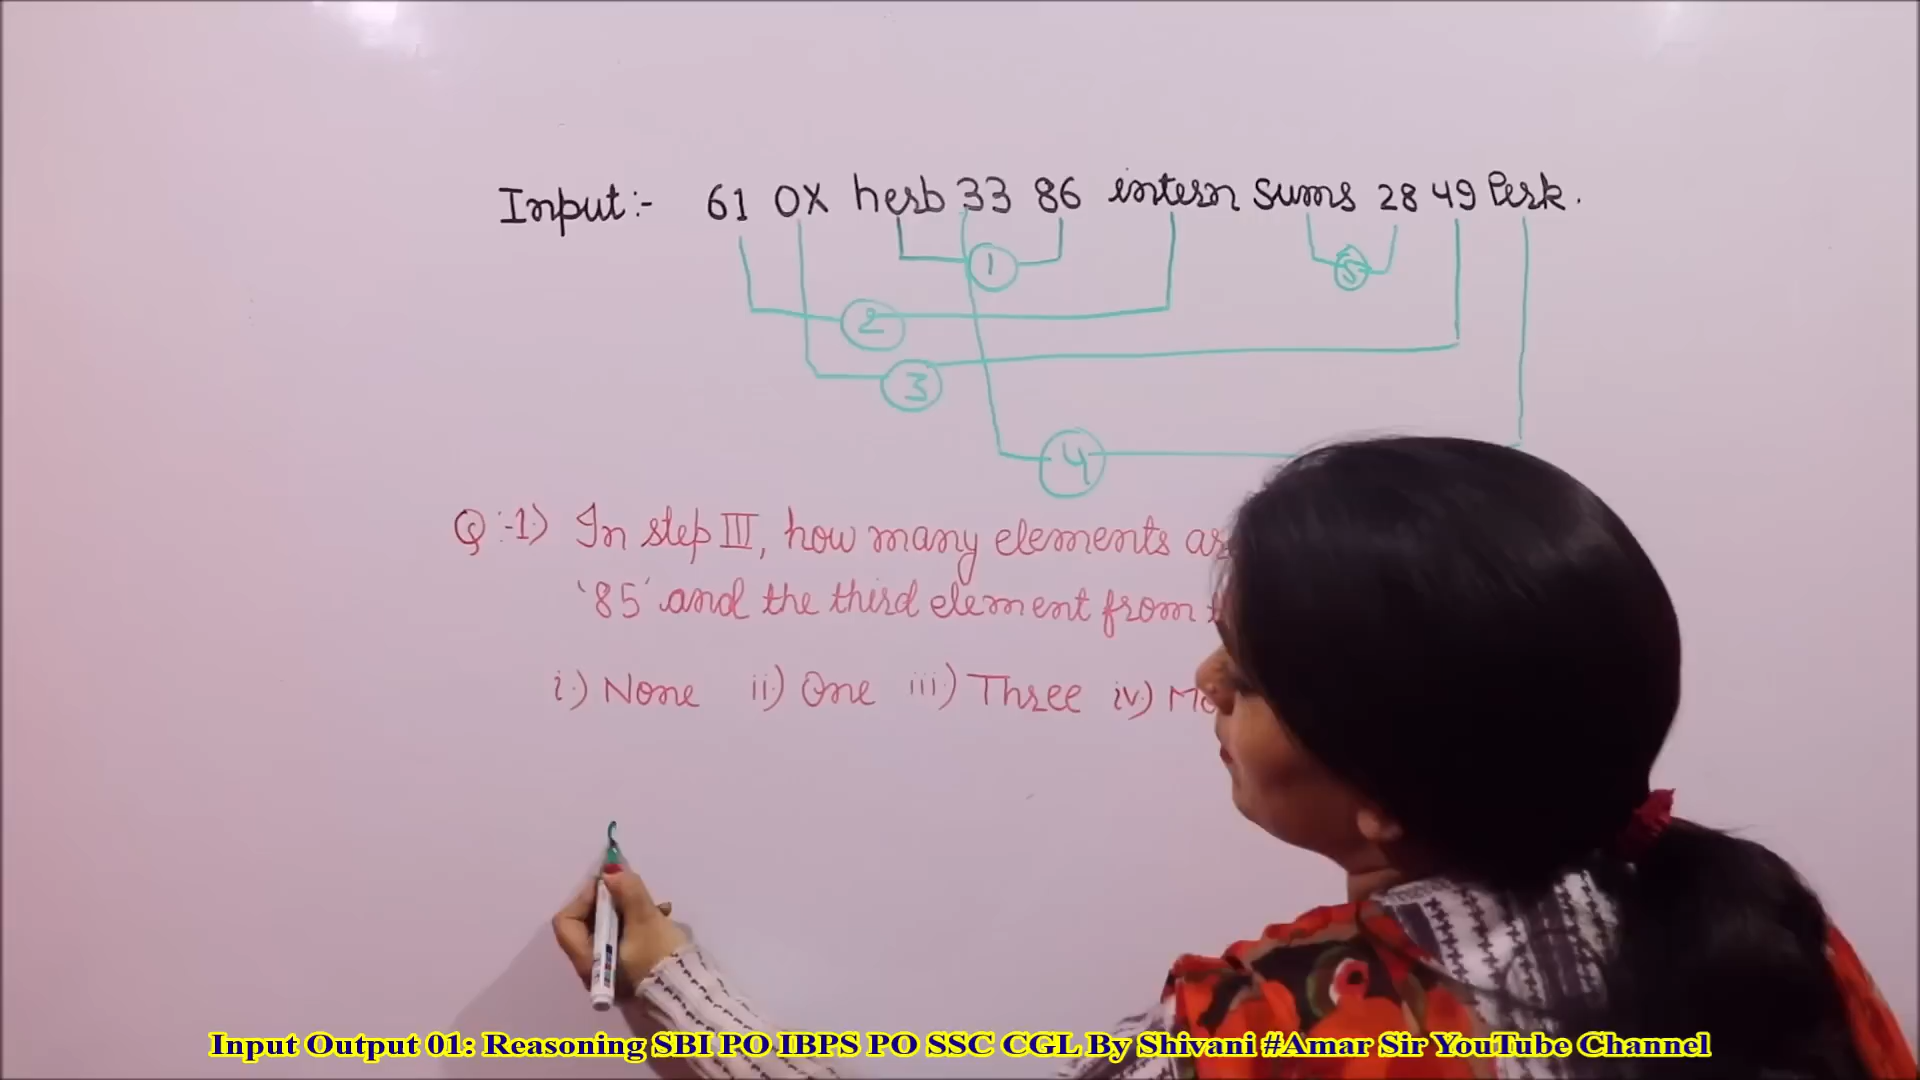 Input:- 61 OX herb 33 86 intern Sums 28 49 Perk.
1
5
2
3
4
Q:-1) In step III, how many elements
'85' and the third element from
i.) None ii.) One iii.) Three iv.)
Input Output 01: Reasoning SBI PO IBPS PO SSC CGL By Shivani #Amar Sir YouTube Channel